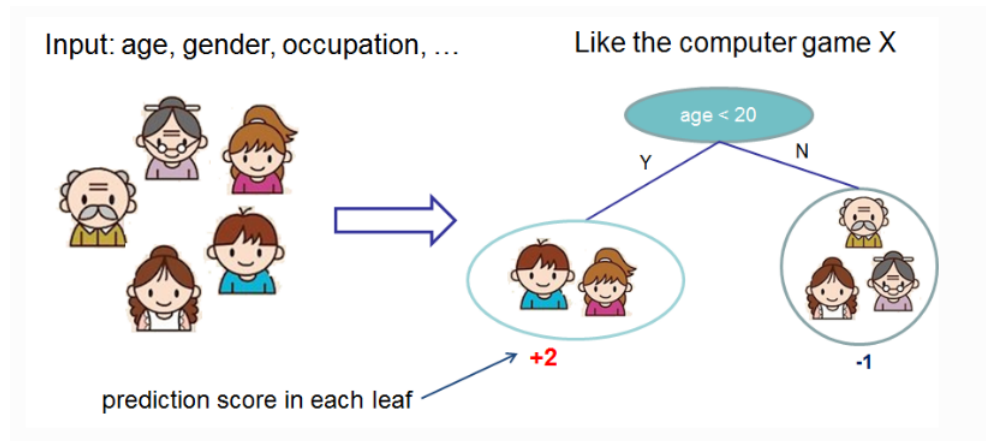 Input: age, gender, occupation, …
Like the computer game X
age < 20
Y
N
+2
-1
prediction score in each leaf